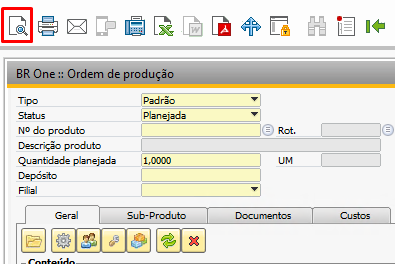 BR One :: Ordem de produção
Tipo Padrão
Status Planejada
Nº do produto Rot.
Descrição produto
Quantidade planejada 1,0000 UM
Depósito
Filial
Geral Sub-Produto Documentos Custos
Conteúdo